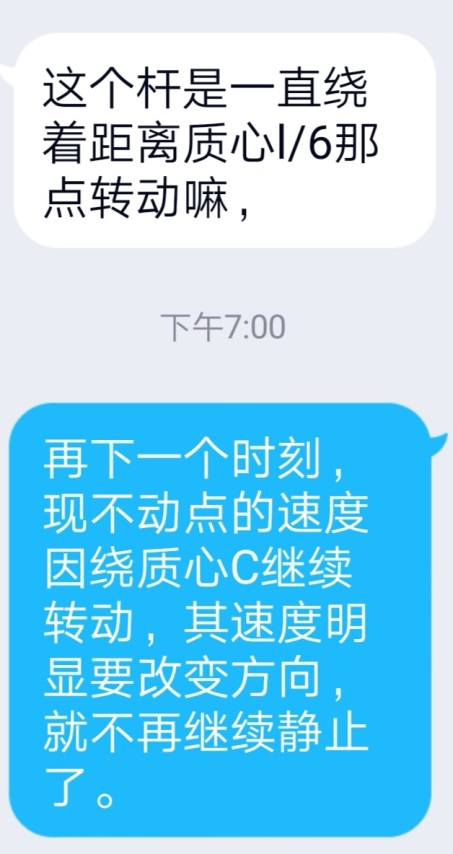 这个杆是一直绕
着距离质心l/6那
点转动嘛，
下午7:00
再下一个时刻，
现不动点的速度
因绕质心C继续
转动，其速度明
显要改变方向，
就不再继续静止
了。